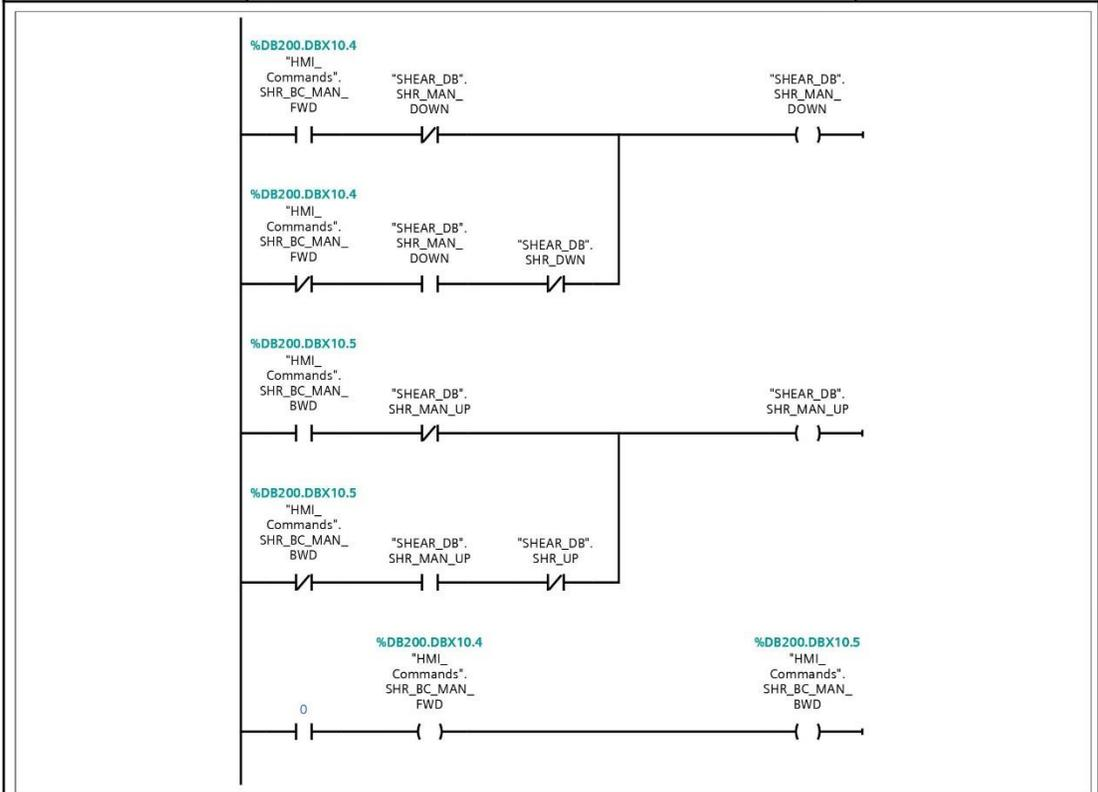 %DB200.DBX10.4
"HMI_
Commands".
SHR_BC_MAN_
FWD
"SHEAR_DB".
SHR_MAN_
DOWN
"SHEAR_DB".
SHR_MAN_
DOWN
%DB200.DBX10.4
"HMI_
Commands".
SHR_BC_MAN_
FWD
"SHEAR_DB".
SHR_MAN_
DOWN
"SHEAR_DB".
SHR_DWN
%DB200.DBX10.5
"HMI_
Commands".
SHR_BC_MAN_
BWD
"SHEAR_DB".
SHR_MAN_UP
"SHEAR_DB".
SHR_MAN_UP
%DB200.DBX10.5
"HMI_
Commands".
SHR_BC_MAN_
BWD
"SHEAR_DB".
SHR_MAN_UP
"SHEAR_DB".
SHR_UP
0
%DB200.DBX10.4
"HMI_
Commands".
SHR_BC_MAN_
FWD
%DB200.DBX10.5
"HMI_
Commands".
SHR_BC_MAN_
BWD